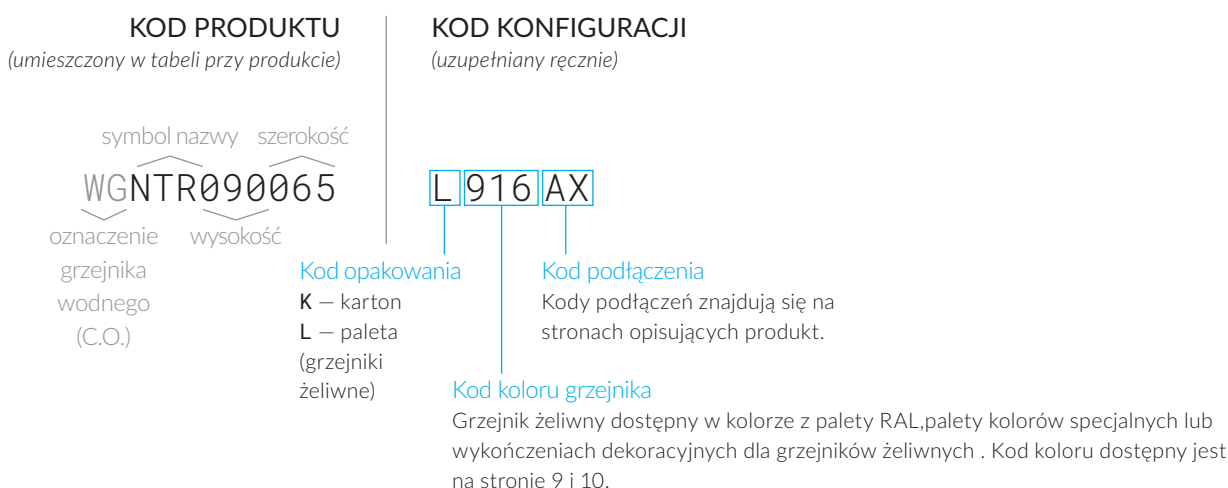 KOD PRODUKTU
(umieszczony w tabeli przy produkcie)
symbol nazwy szerokość
WGNTR090065
oznaczenie wysokość
grzejnika
wodnego
(C.O.)
KOD KONFIGURACJI
(uzupełniany ręcznie)
L 916 AX
Kod opakowania
K — karton
L — paleta
(grzejniki
żeliwne)
Kod podłączenia
Kody podłączeń znajdują się na
stronach opisujących produkt.
Kod koloru grzejnika
Grzejnik żeliwny dostępny w kolorze z palety RAL,palety kolorów specjalnych lub
wykończeniach dekoracyjnych dla grzejników żeliwnych . Kod koloru dostępny jest
na stronie 9 i 10.